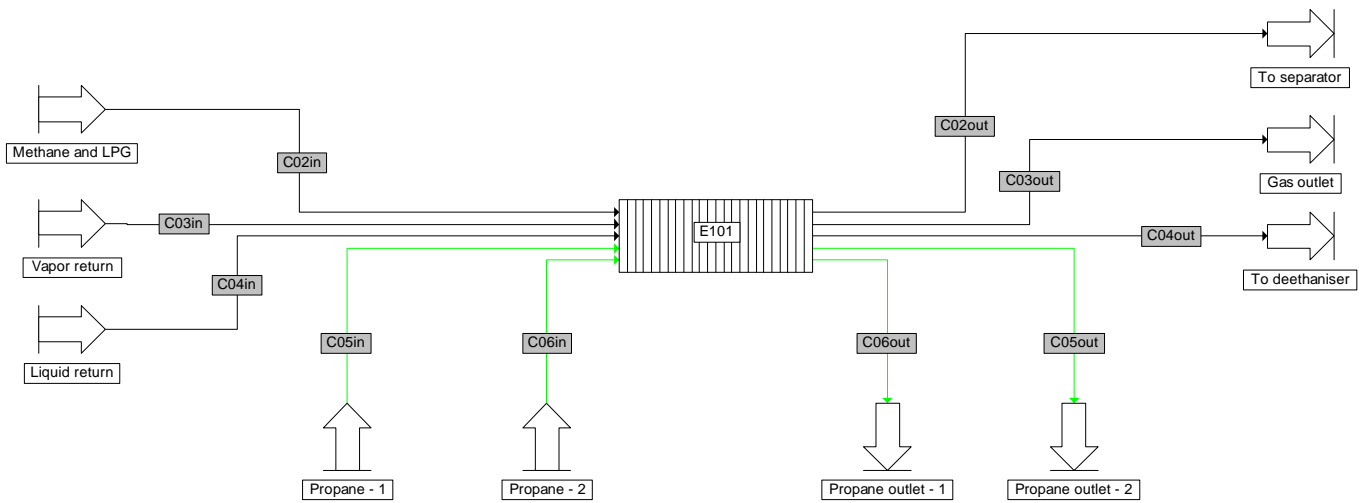 To separator
C02out
Methane and LPG
C02in
C03out
Gas outlet
C03in
E101
C04out
Vapor return
To deethaniser
C04in
Liquid return
C05in
C06in
C06out
C05out
Propane - 1
Propane - 2
Propane outlet - 1
Propane outlet - 2